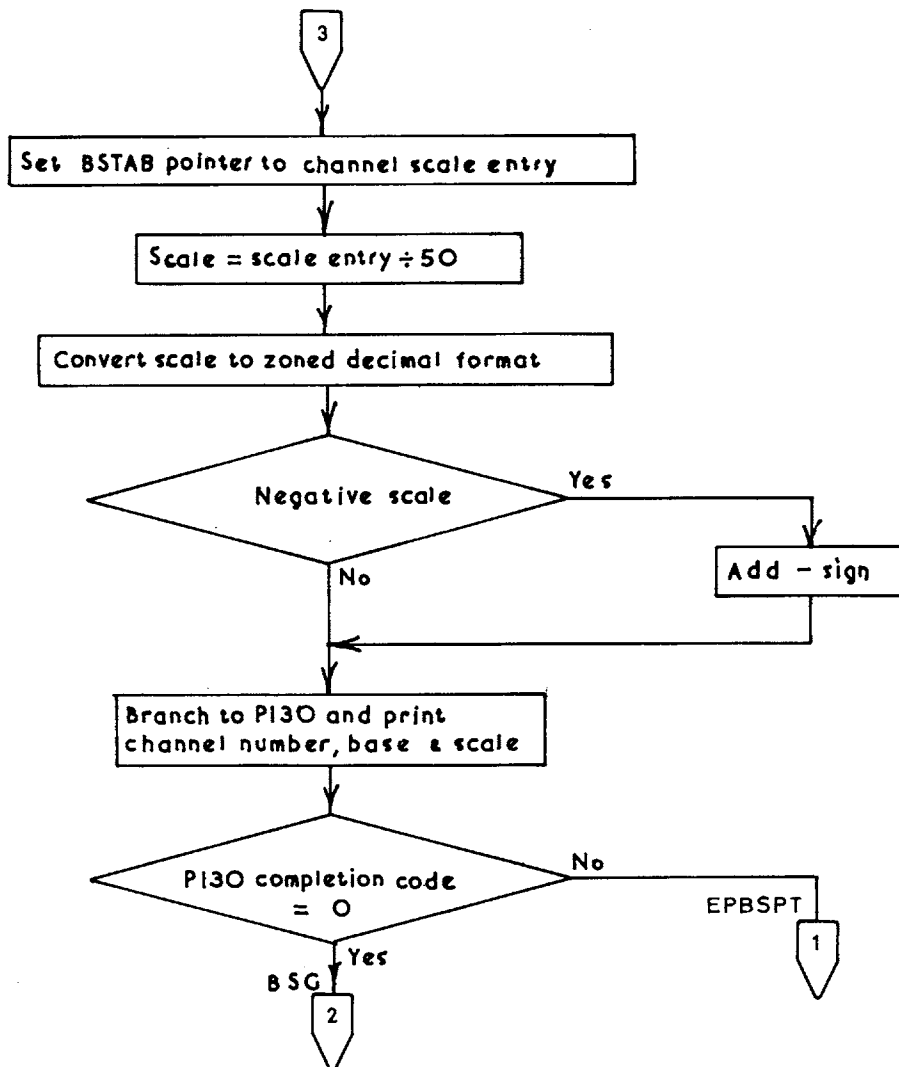 3
Set BSTAB pointer to channel scale entry
Scale = scale entry ÷ 50
Convert scale to zoned decimal format
Negative scale
Yes
No
Add - sign
Branch to P130 and print
channel number, base & scale
P130 completion code
= 0
No
EPBSPT
1
Yes
BSG
2